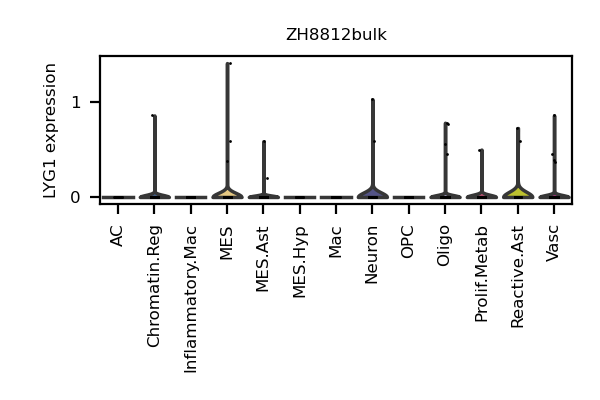 ZH8812bulk
LYG1 expression
1
0
AC
Chromatin.Reg
Inflammatory.Mac
MES
MES.Ast
MES.Hyp
Mac
Neuron
OPC
Oligo
Prolif.Metab
Reactive.Ast
Vasc